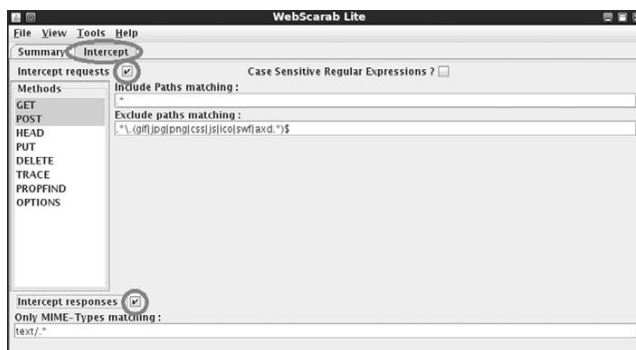 WebScarab Lite
File View Tools Help
Summary Intercept
Intercept requests Case Sensitive Regular Expressions ?
Methods
Include Paths matching :
.*
Exclude paths matching :
.*\.(gif|jpg|png|css|js|ico|swf|axd.*)$
GET
POST
HEAD
PUT
DELETE
TRACE
PROPFIND
OPTIONS
Intercept responses
Only MIME-Types matching :
text/.*